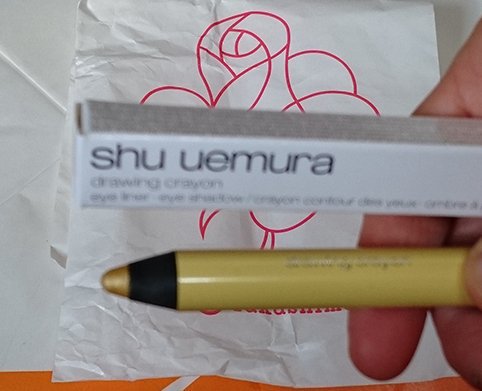 shu uemura
drawing crayon
eye liner · eye shadow / crayon contour des yeux · ombre
drawing crayon